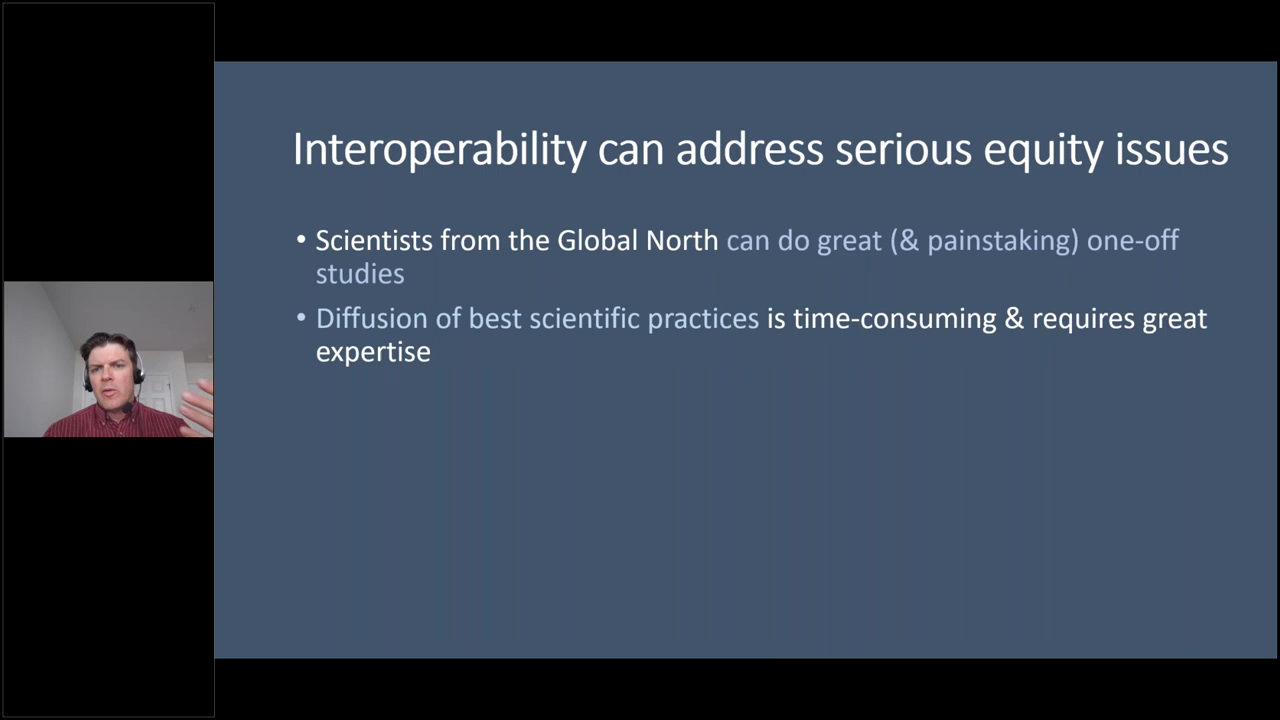 Interoperability can address serious equity issues
• Scientists from the Global North can do great (& painstaking) one-off
studies
• Diffusion of best scientific practices is time-consuming & requires great
expertise